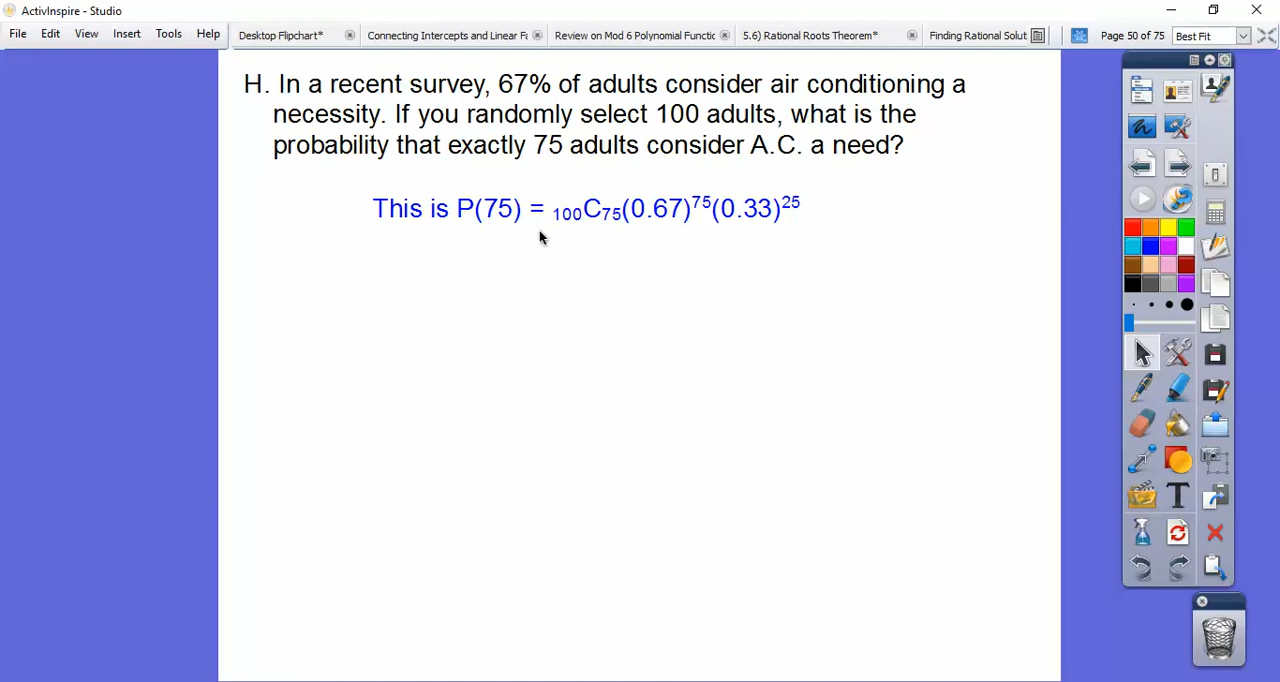 ActivInspire - Studio
File Edit View Insert Tools Help
Desktop Flipchart* Connecting Intercepts and Linear Fa Review on Mod 6 Polynomial Functic 5.6) Rational Roots Theorem* Finding Rational Solut Page 50 of 75 Best Fit
H. In a recent survey, 67% of adults consider air conditioning a
necessity. If you randomly select 100 adults, what is the
probability that exactly 75 adults consider A.C. a need?
This is P(75) = ₁₀₀C₇₅(0.67)⁷⁵(0.33)²⁵